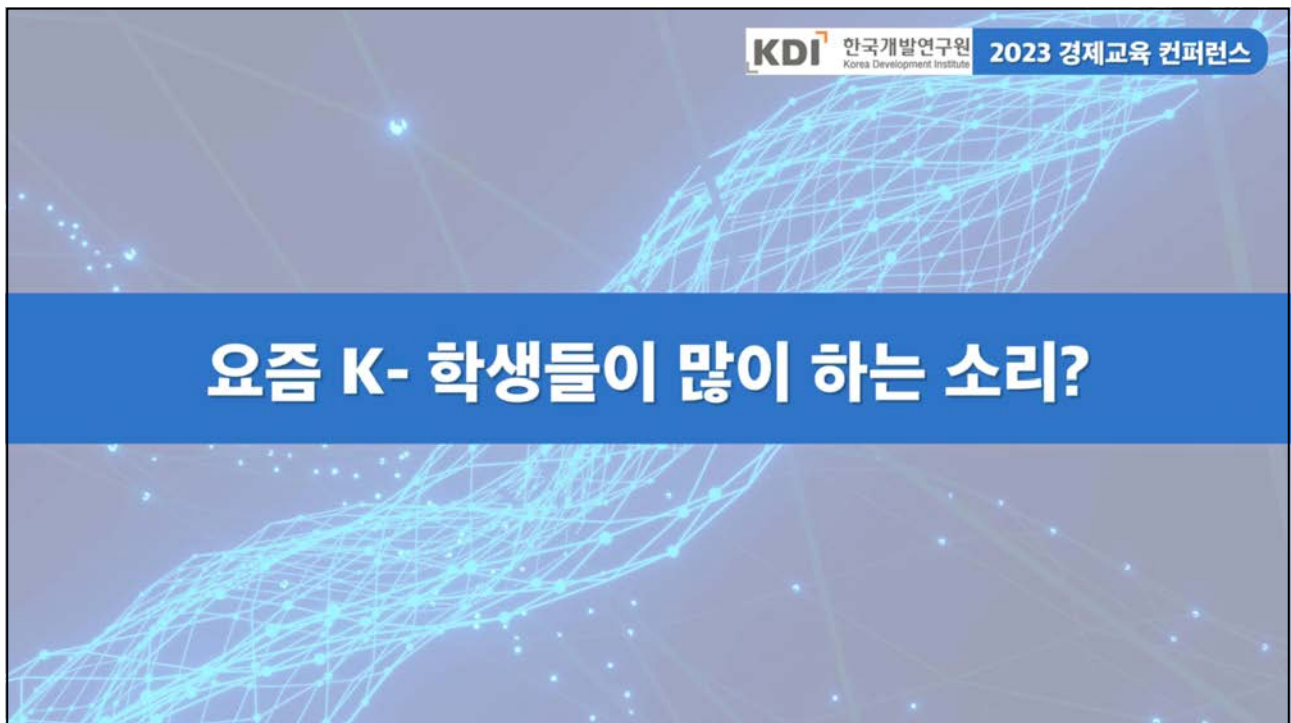 KDI 한국개발연구원 2023 경제교육 컨퍼런스
Korea Development Institute
요즘 K- 학생들이 많이 하는 소리?